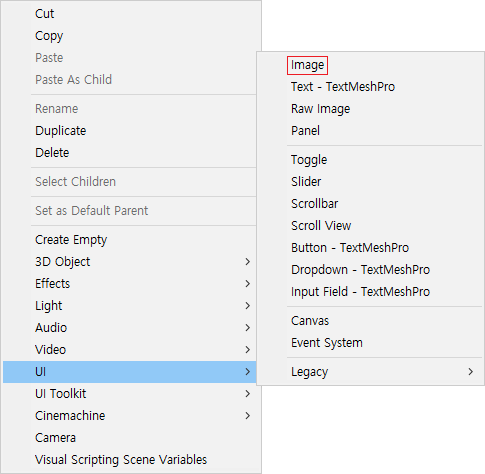 Cut
Copy
Paste
Paste As Child
Rename
Duplicate
Delete
Select Children
Set as Default Parent
Create Empty
3D Object
Effects
Light
Audio
Video
UI
UI Toolkit
Cinemachine
Camera
Visual Scripting Scene Variables
Image
Text - TextMeshPro
Raw Image
Panel
Toggle
Slider
Scrollbar
Scroll View
Button - TextMeshPro
Dropdown - TextMeshPro
Input Field - TextMeshPro
Canvas
Event System
Legacy